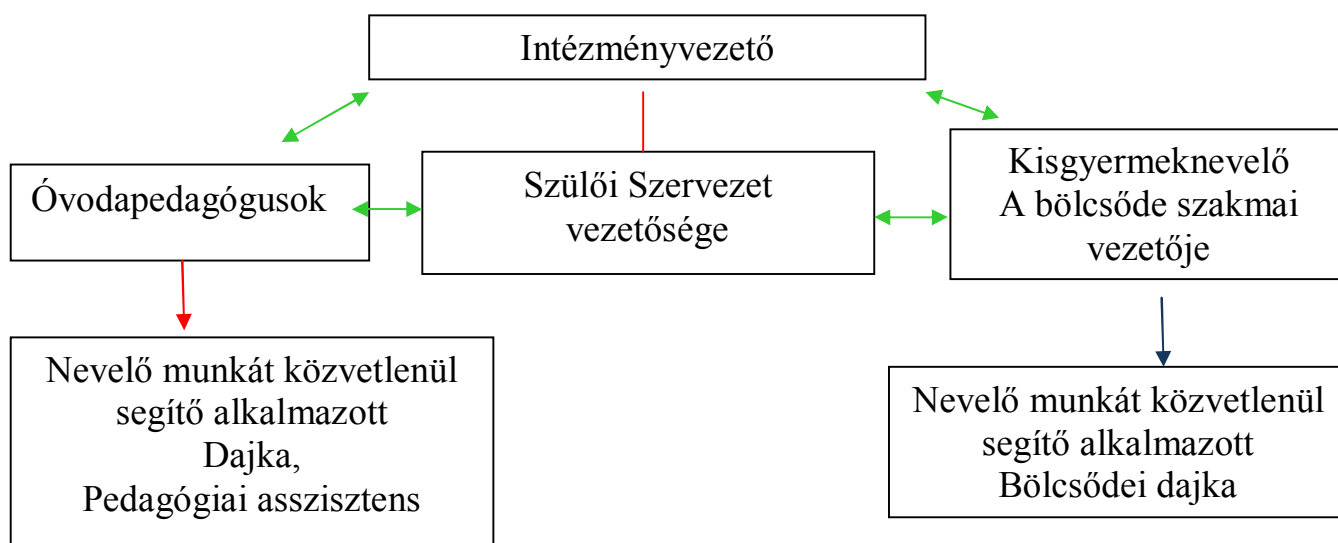 Intézményvezető
Óvodapedagógusok
Szülői Szervezet
vezetősége
Kisgyermeknevelő
A bölcsőde szakmai
vezetője
Nevelő munkát közvetlenül
segítő alkalmazott
Dajka,
Pedagógiai asszisztens
Nevelő munkát közvetlenül
segítő alkalmazott
Bölcsődei dajka